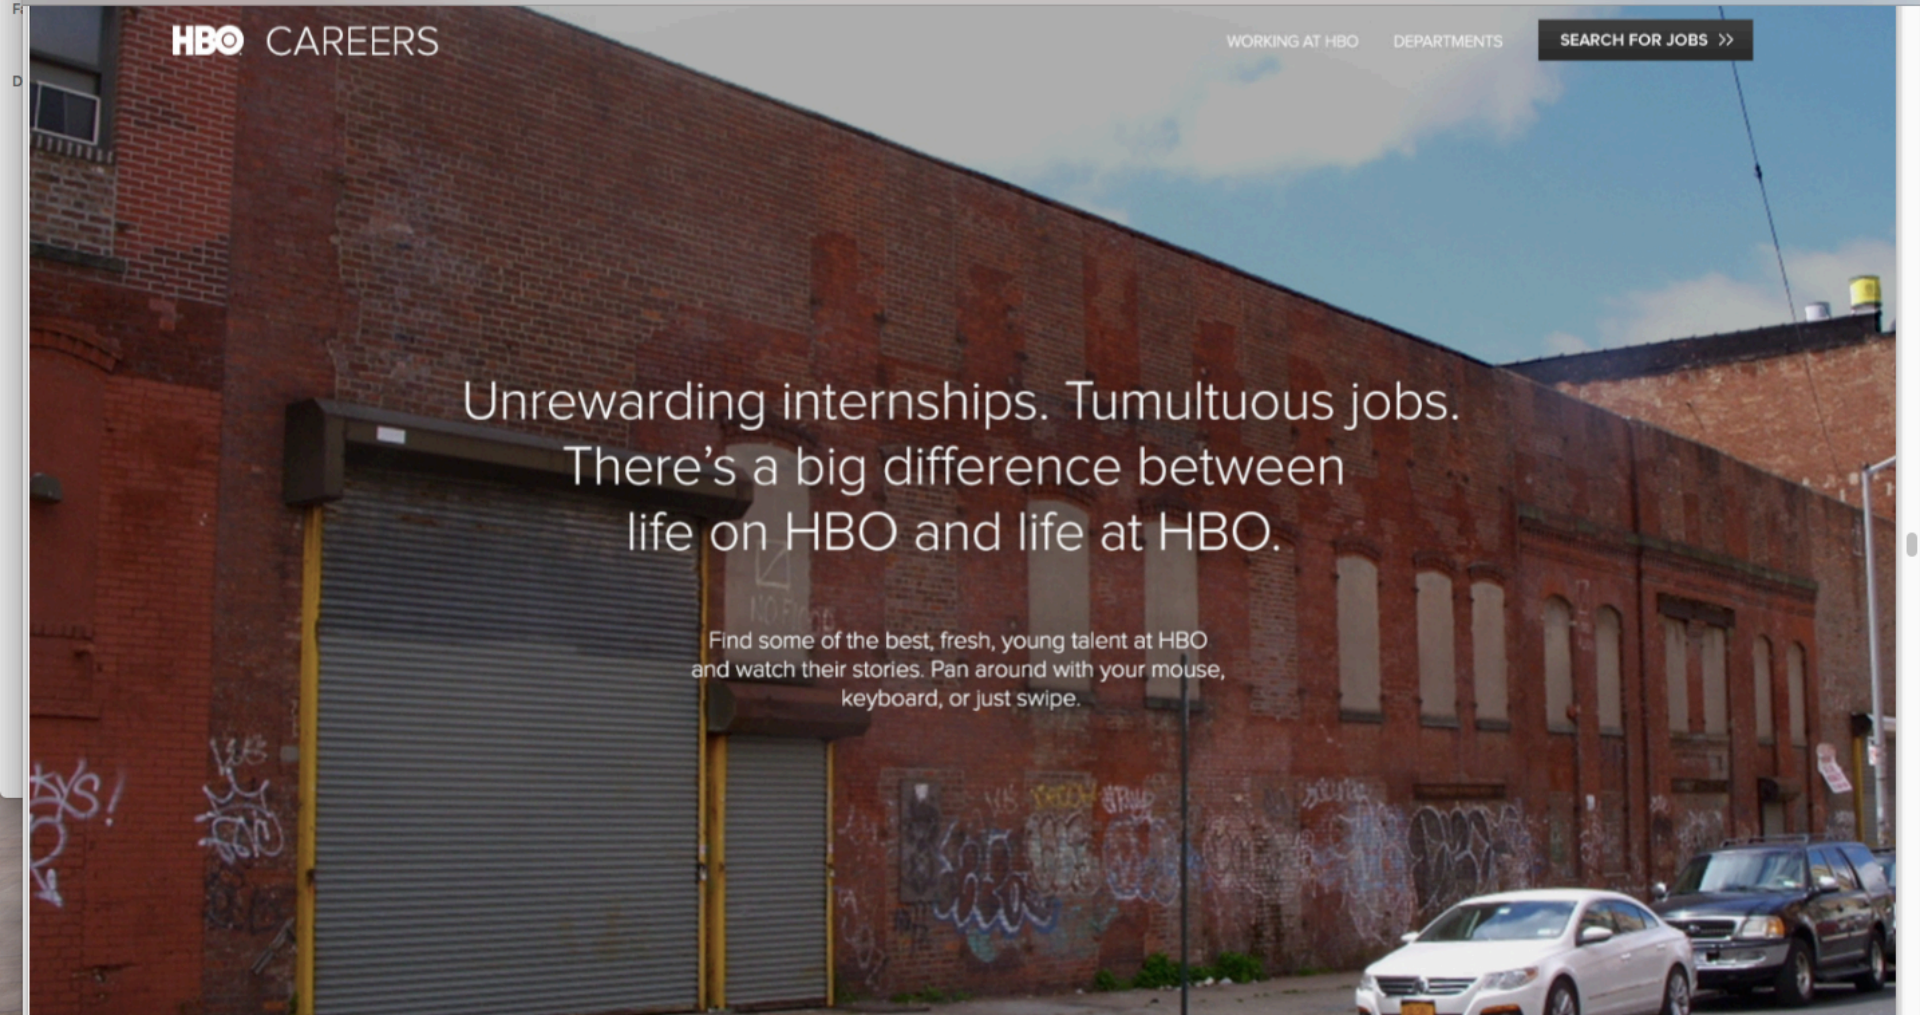 HBO CAREERS
WORKING AT HBO
DEPARTMENTS
SEARCH FOR JOBS >>
Unrewarding internships. Tumultuous jobs.
There’s a big difference between
life on HBO and life at HBO.
NO
Find some of the best, fresh, young talent at HBO
and watch their stories. Pan around with your mouse,
keyboard, or just swipe.